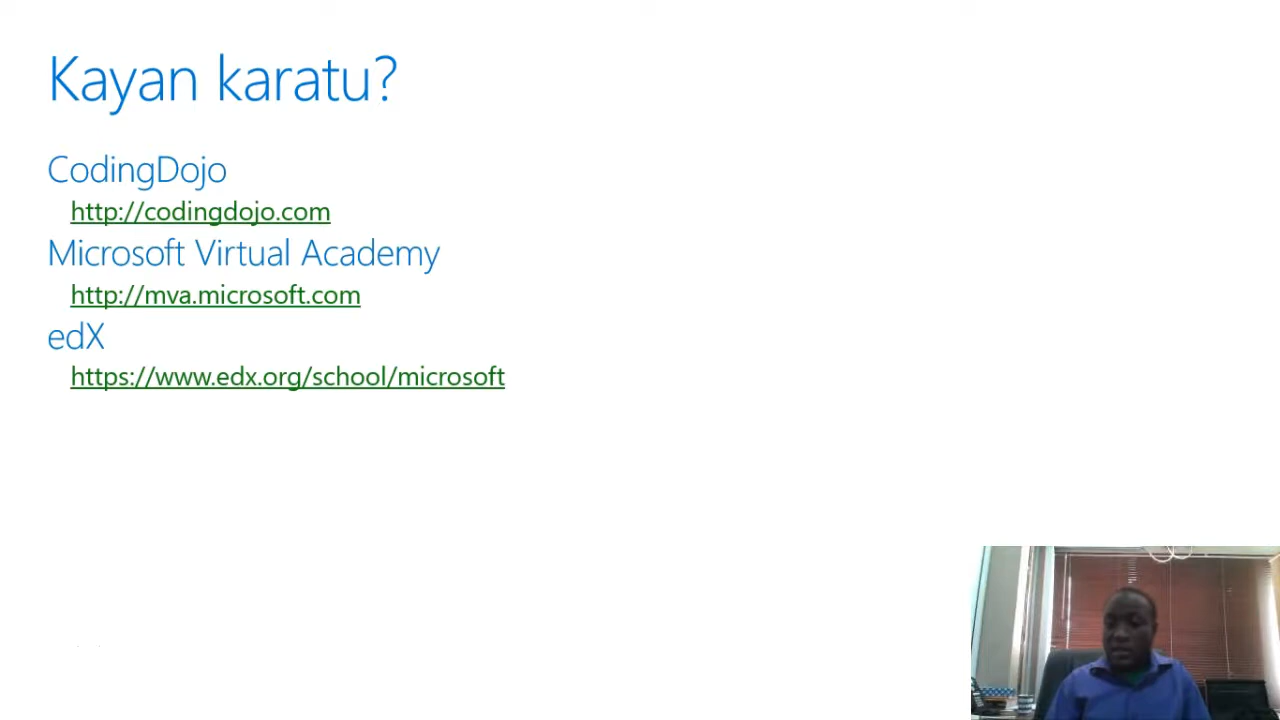 Kayan karatu?
CodingDojo
http://codingdojo.com
Microsoft Virtual Academy
http://mva.microsoft.com
edX
https://www.edx.org/school/microsoft